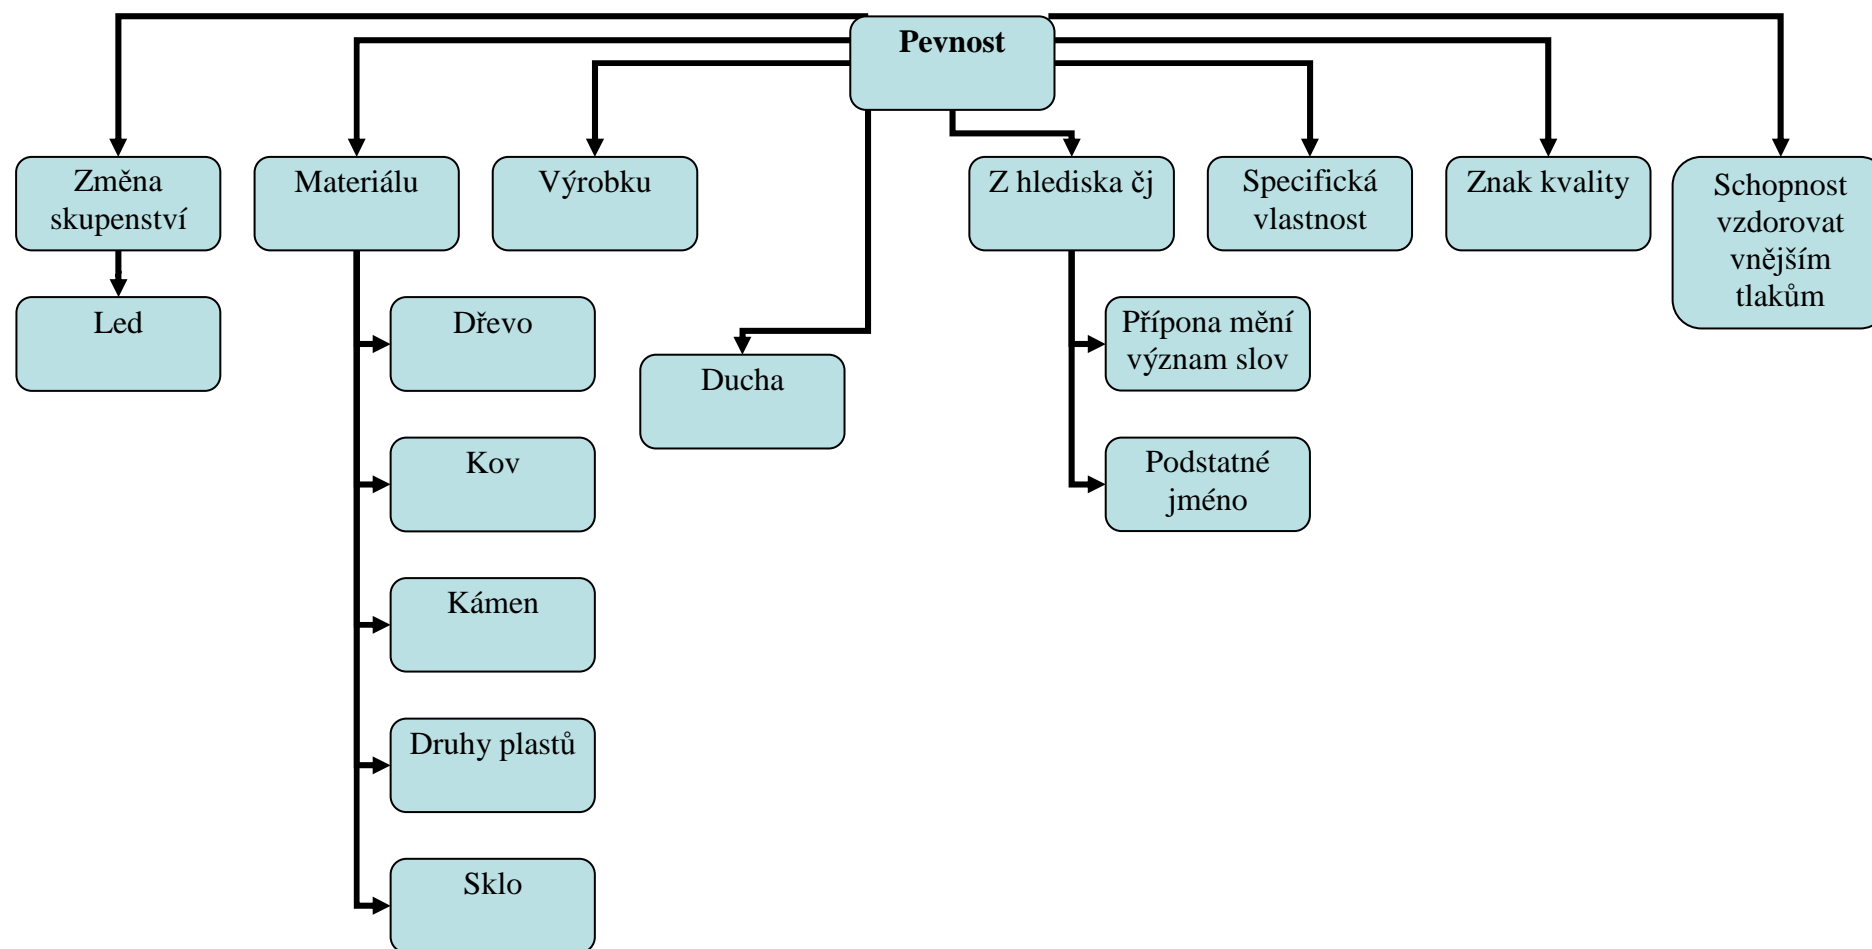 Pevnost
Změna
skupenství
Materiálu
Výrobku
Z hlediska čj
Specifická
vlastnost
Znak kvality
Schopnost
vzdorovat
vnějším
tlakům
Led
Dřevo
Ducha
Přípona mění
význam slov
Kov
Podstatné
jméno
Kámen
Druhy plastů
Sklo